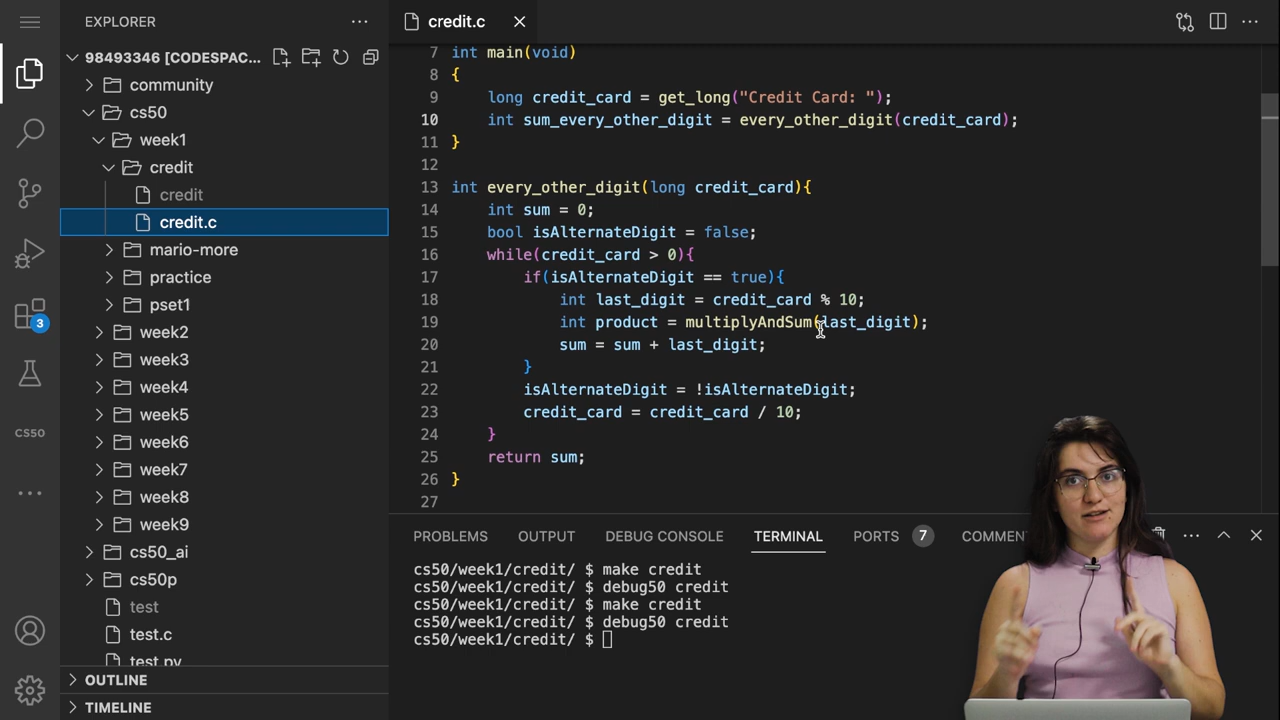 EXPLORER
98493346 [CODESPAC...
community
cs50
week1
credit
credit
credit.c
mario-more
practice
pset1
week2
week3
week4
week5
week6
week7
week8
week9
cs50_ai
cs50p
test
test.c
test.py
OUTLINE
TIMELINE
3
CS50
credit.c
7 int main(void)
8 {
9 long credit_card = get_long("Credit Card: ");
10 int sum_every_other_digit = every_other_digit(credit_card);
11 }
12
13 int every_other_digit(long credit_card){
14 int sum = 0;
15 bool isAlternateDigit = false;
16 while(credit_card > 0){
17 if(isAlternateDigit == true){
18 int last_digit = credit_card % 10;
19 int product = multiplyAndSum(last_digit);
20 sum = sum + last_digit;
21 }
22 isAlternateDigit = !isAlternateDigit;
23 credit_card = credit_card / 10;
24 }
25 return sum;
26 }
27
PROBLEMS OUTPUT DEBUG CONSOLE TERMINAL PORTS 7 COMMEN
cs50/week1/credit/ $ make credit
cs50/week1/credit/ $ debug50 credit
cs50/week1/credit/ $ make credit
cs50/week1/credit/ $ debug50 credit
cs50/week1/credit/ $